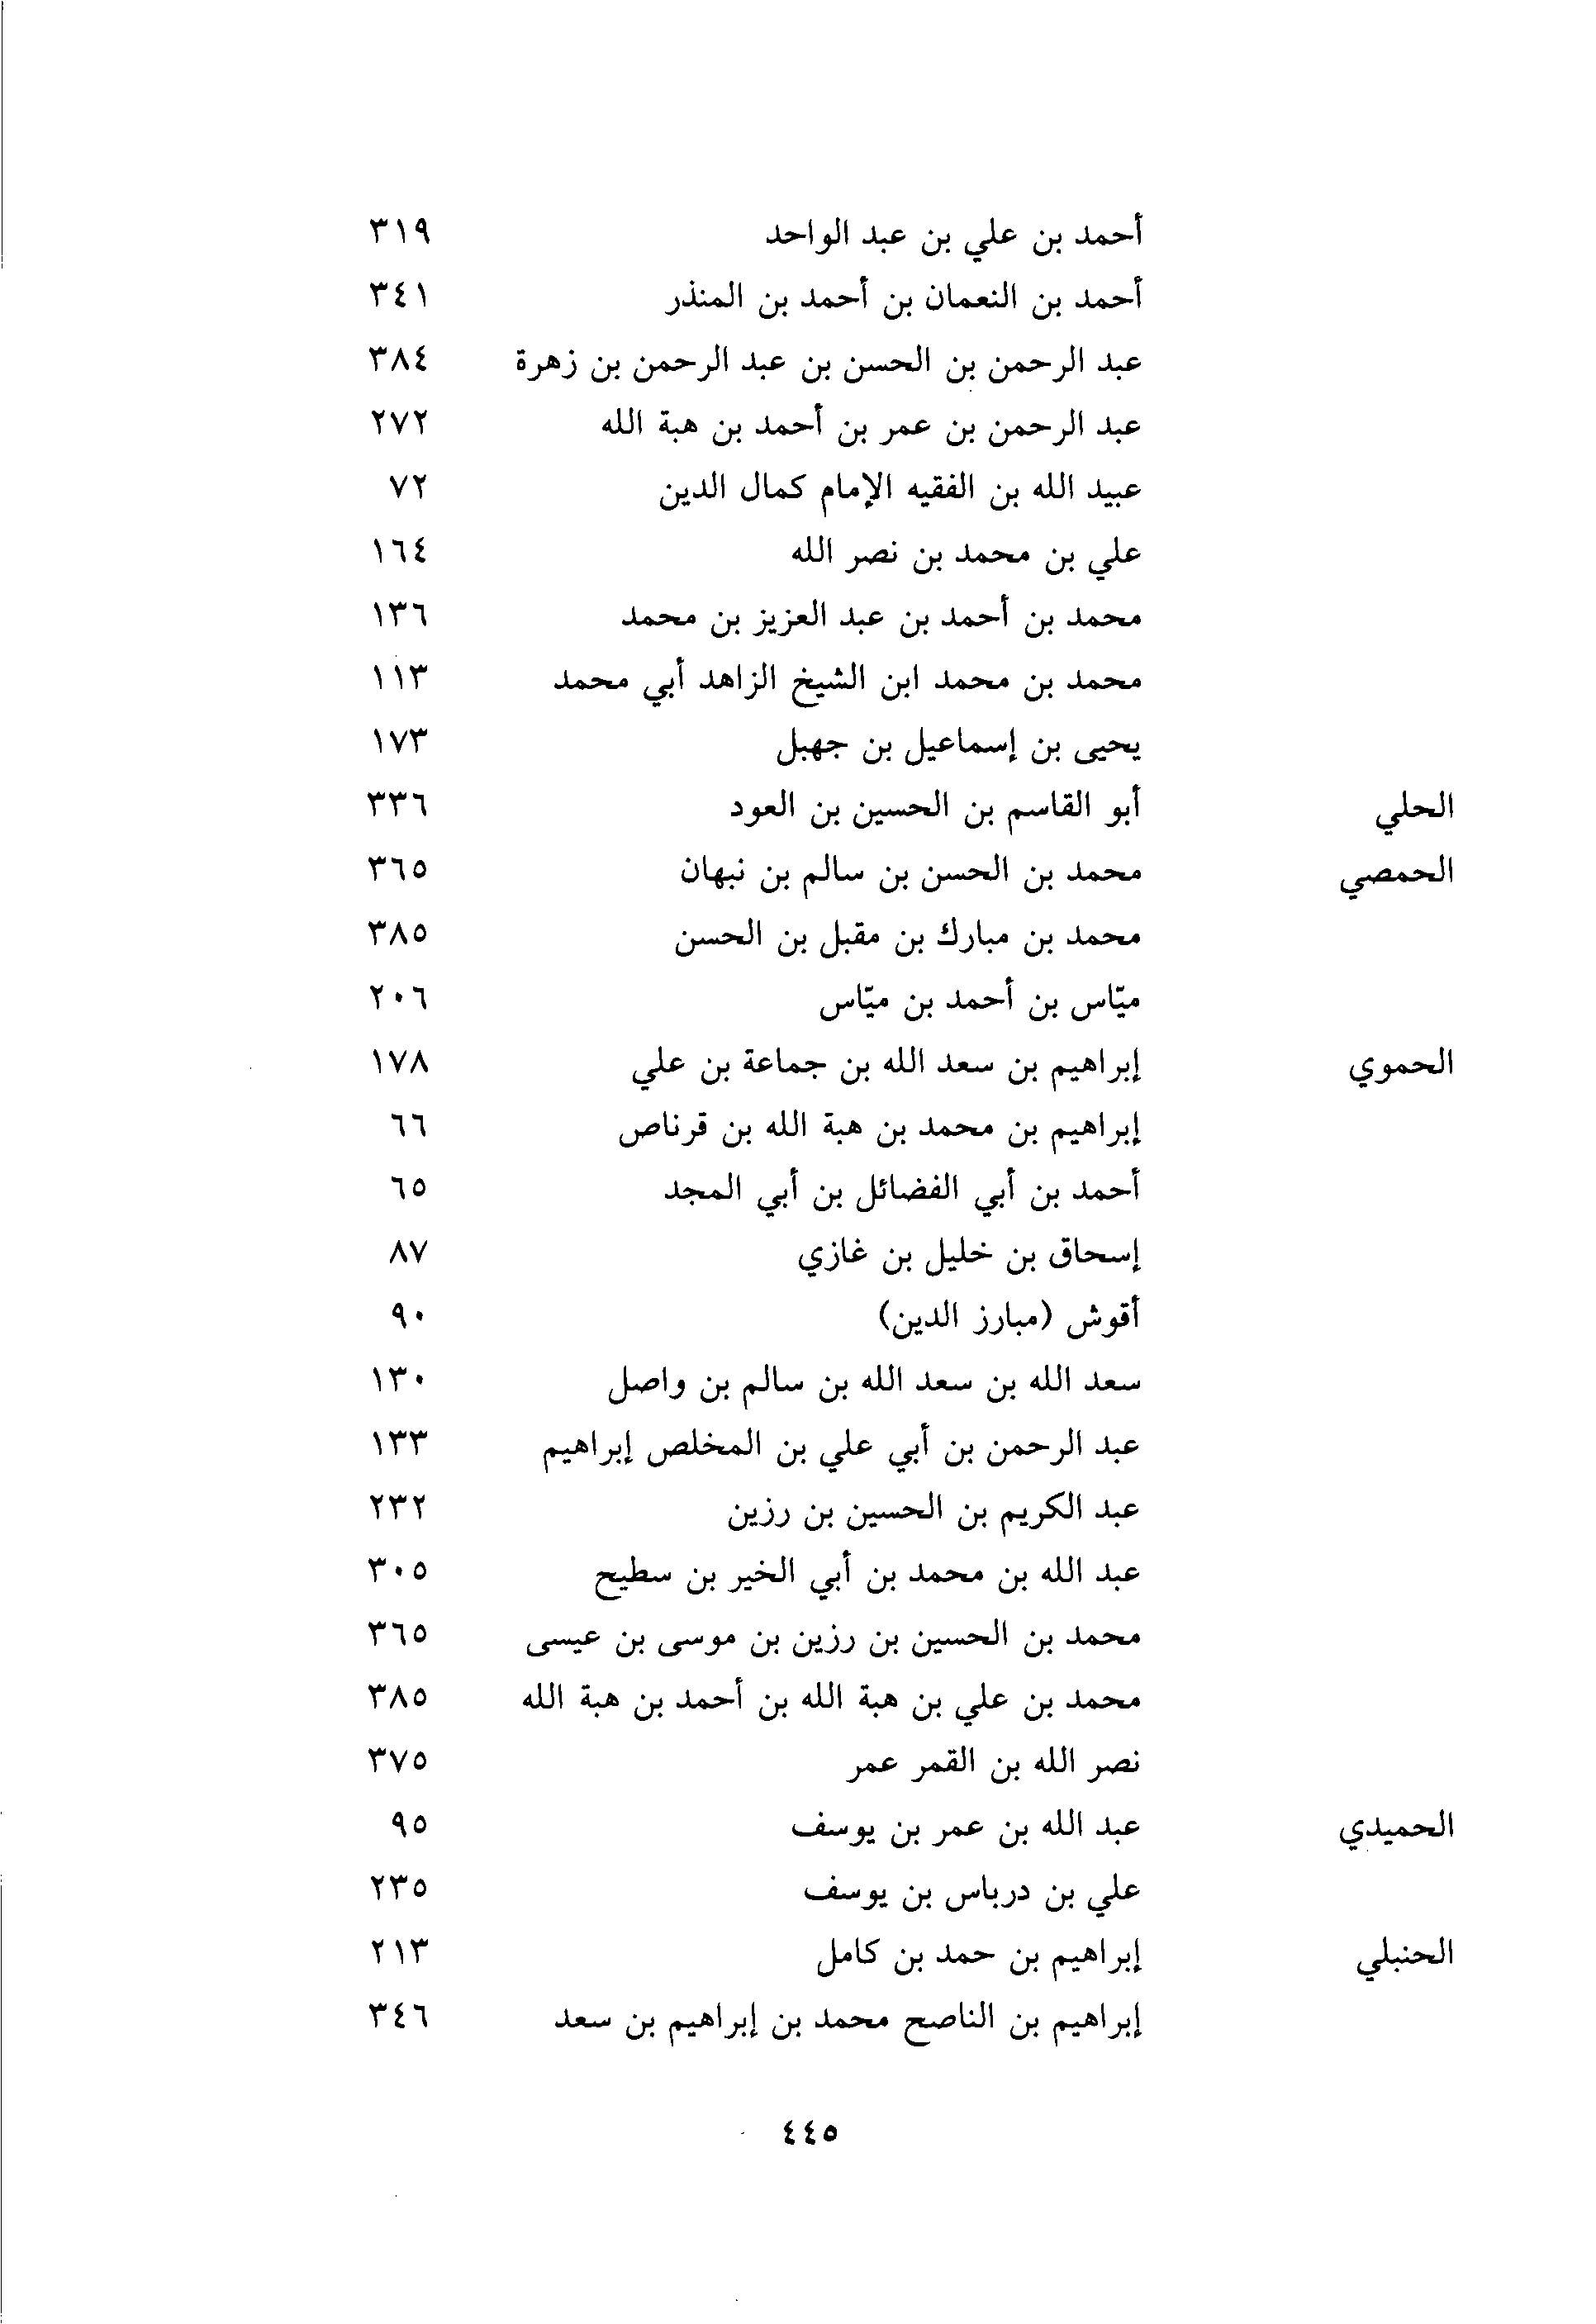 أحمد بن علي بن عبد الواحد ٣١٩
أحمد بن النعمان بن أحمد بن المنذر ٣٤١
عبد الرحمن بن الحسن بن عبد الرحمن بن زهرة ٣٨٤
عبد الرحمن بن عمر بن أحمد بن هبة الله ٢٧٢
عبيد الله بن الفقيه الإمام كمال الدين ٧٢
علي بن محمد بن نصر الله ١٦٤
محمد بن أحمد بن عبد العزيز بن محمد ١٣٦
محمد بن محمد ابن الشيخ الزاهد أبي محمد ١١٣
يحيى بن إسماعيل بن جهبل ١٧٣
الحلي أبو القاسم بن الحسين بن العود ٣٣٦
الحمصي محمد بن الحسن بن سالم بن نبهان ٣٦٥
محمد بن مبارك بن مقبل بن الحسن ٣٨٥
ميّاس بن أحمد بن ميّاس ٢٠٦
الحموي إبراهيم بن سعد الله بن جماعة بن علي ١٧٨
إبراهيم بن محمد بن هبة الله بن قرناص ٦٦
أحمد بن أبي الفضائل بن أبي المجد ٦٥
إسحاق بن خليل بن غازي ٨٧
أقوش (مبارز الدين) ٩٠
سعد الله بن سعد الله بن سالم بن واصل ١٣٠
عبد الرحمن بن أبي علي بن المخلص إبراهيم ١٣٣
عبد الكريم بن الحسين بن رزين ٢٣٢
عبد الله بن محمد بن أبي الخير بن سطيح ٣٠٥
محمد بن الحسين بن رزين بن موسى بن عيسى ٣٦٥
محمد بن علي بن هبة الله بن أحمد بن هبة الله ٣٨٥
نصر الله بن القمر عمر ٣٧٥
الحميدي عبد الله بن عمر بن يوسف ٩٥
علي بن درباس بن يوسف ٢٣٥
الحنبلي إبراهيم بن حمد بن كامل ٢١٣
إبراهيم بن الناصح محمد بن إبراهيم بن سعد ٣٤٦
٤٤٥